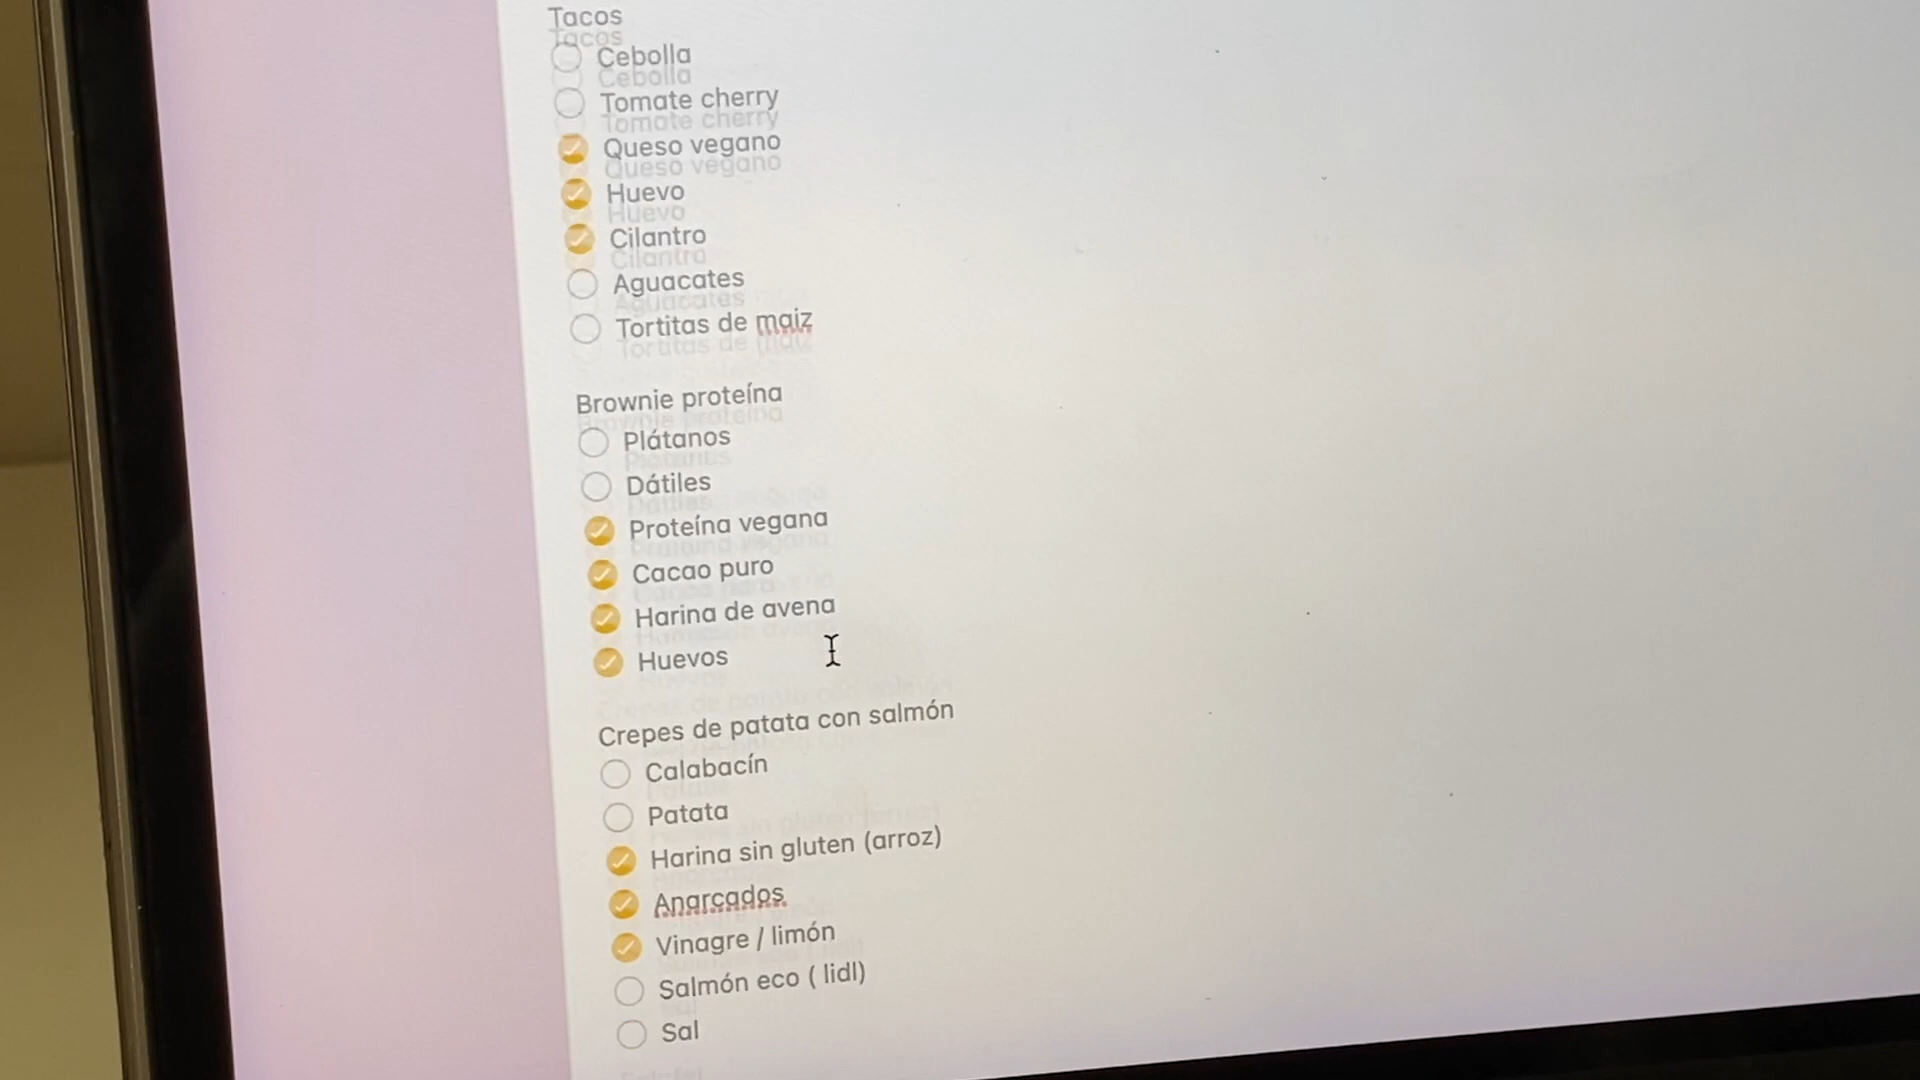 Tacos
Cebolla
Tomate cherry
Queso vegano
Huevo
Cilantro
Aguacates
Tortitas de maiz
Brownie proteína
Plátanos
Dátiles
Proteína vegana
Cacao puro
Harina de avena
Huevos
Crepes de patata con salmón
Calabacín
Patata
Harina sin gluten (arroz)
Anarcados
Vinagre / limón
Salmón eco ( lidl)
Sal